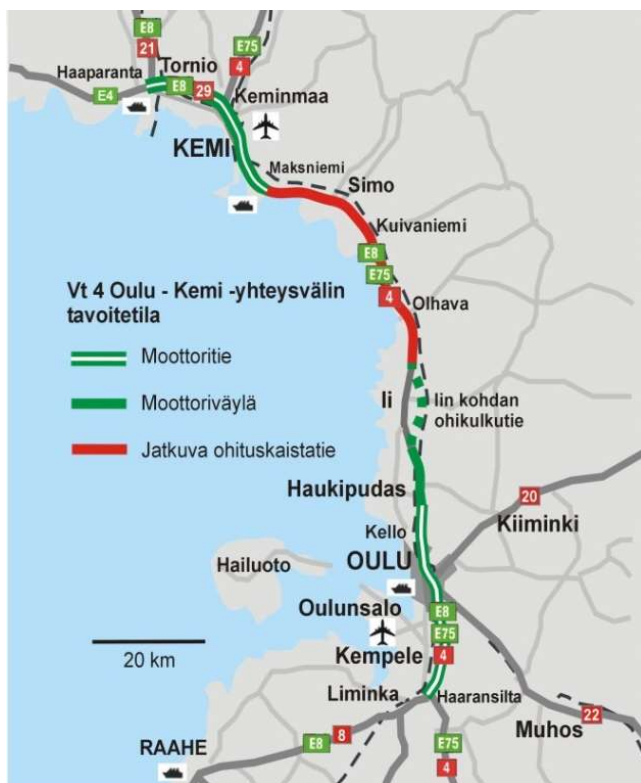 E8
21
E75
4
Haaparanta
Tornio
E4
E8
29
Keminmaa
KEMI
Maksniemi
Simo
Kuivaniemi
E8
E75
4
Olhava
Vt 4 Oulu - Kemi -yhteysvälin
tavoitetila
Moottoritie
Moottoriväylä
Jatkuva ohituskaistatie
Ii
Iin kohdan
ohikulkutie
Haukipudas
20
Kiiminki
Kello
OULU
Hailuoto
Oulunsalo
E8
E75
4
Kempele
20 km
Liminka
Haaransilta
Muhos
22
8
E8
E75
4
RAAHE